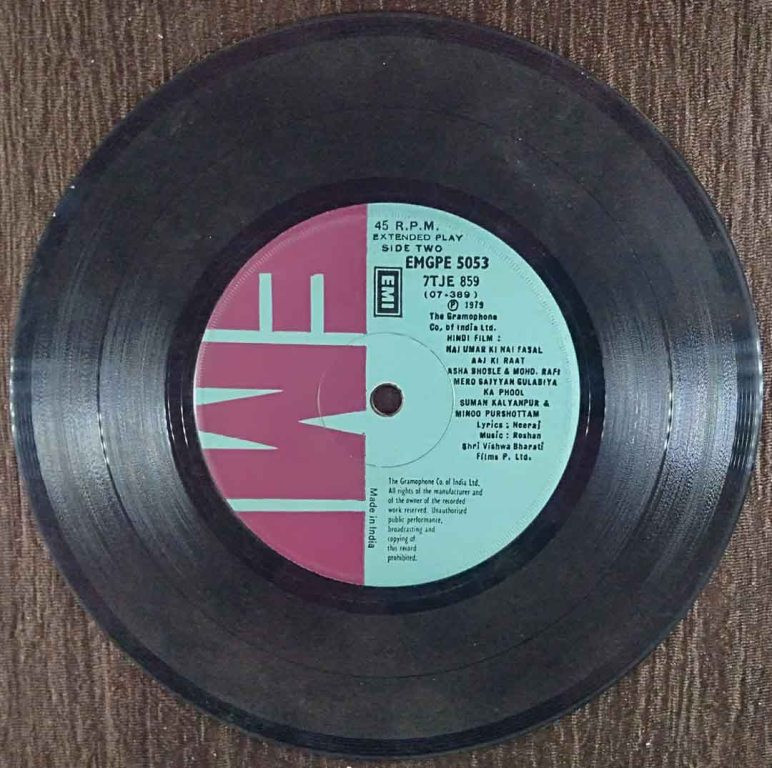 45 R.P.M.
EXTENDED PLAY
SIDE TWO
EMGPE 5053
EMI
7TJE 859
(07-389)
Ⓟ 1979
The Gramophone
Co, of India Ltd.
HINDI FILM :
NAI UMAR KI NAI FASAL
AAJ KI RAAT
ASHA BHOSLE & MOHD. RAFI
MERO SAIYYAN GULABIYA
KA PHOOL
SUMAN KALYANPUR &
MINOO PURSHOTTAM
Lyrics : Neeraj
Music : Roshan
Shri Vishwa Bharati
Films P. Ltd.
The Gramophone Co. of India Ltd.
All rights of the manufacturer and
of the owner of the recorded
work reserved. Unauthorised
public performance,
broadcasting and
copying of
this record
prohibited.
Made in India
EMI